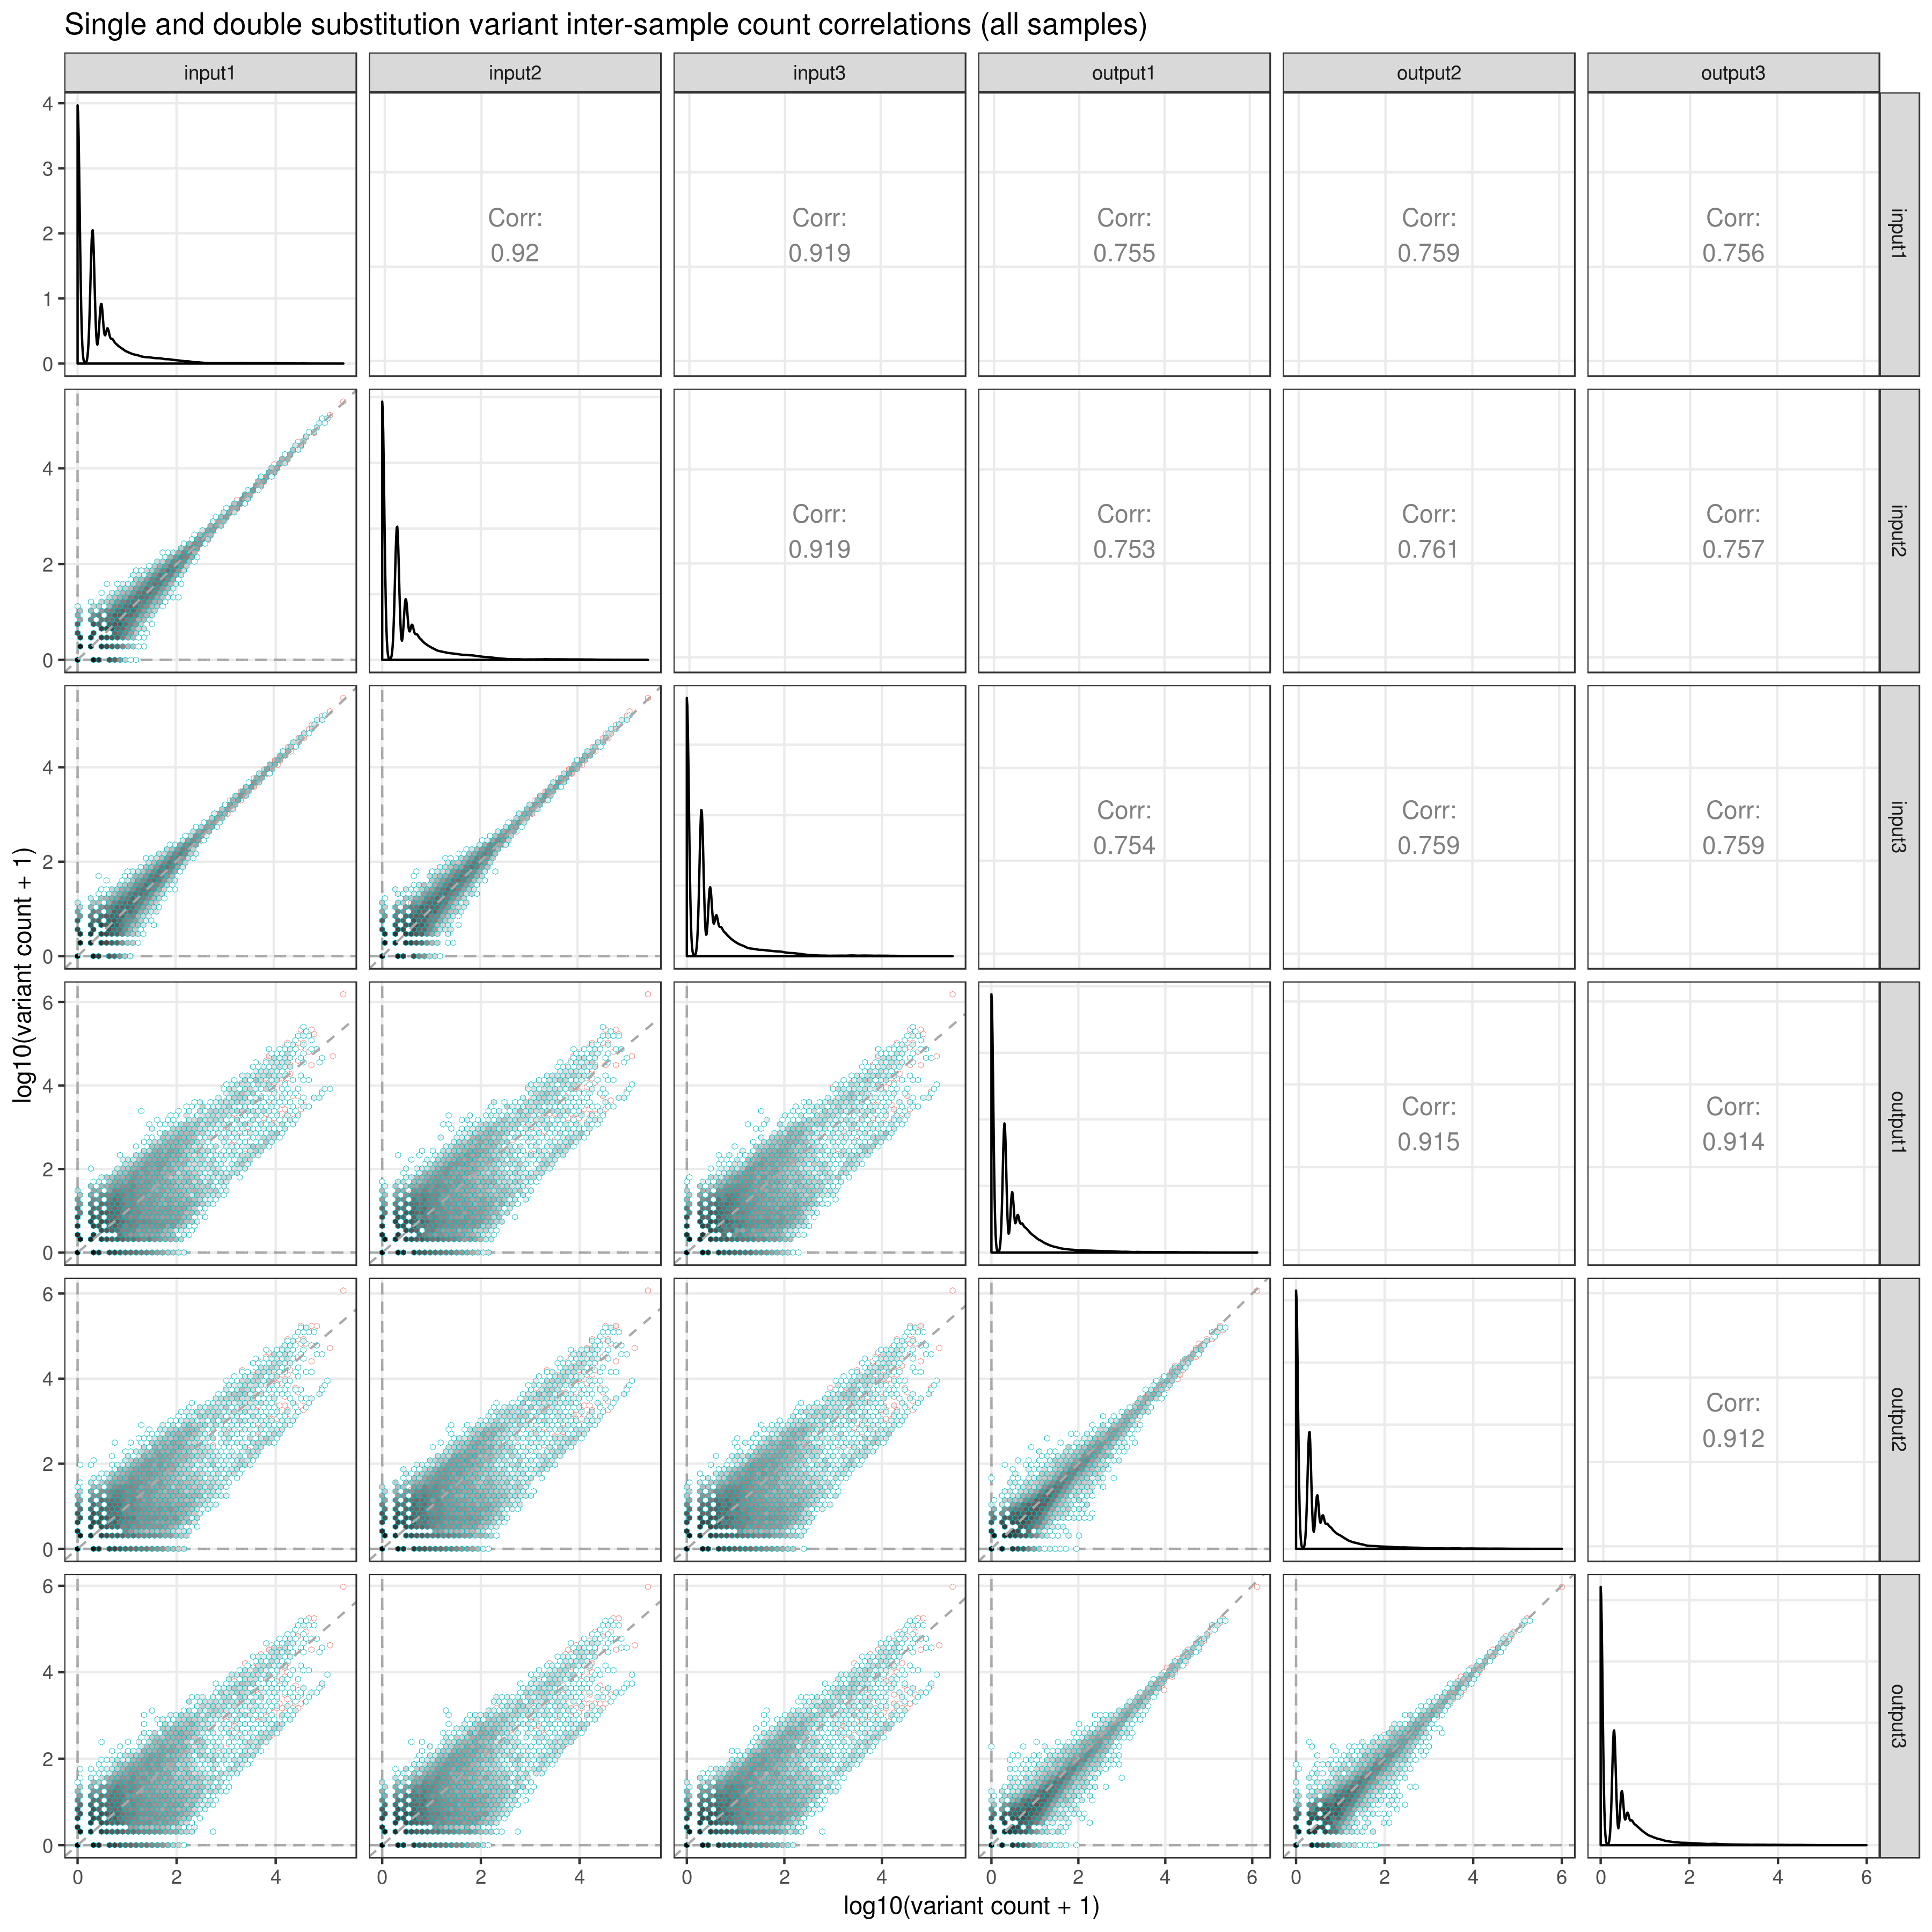 Single and double substitution variant inter-sample count correlations (all samples)
input1
input2
input3
output1
output2
output3
4
3
2
1
0
Corr:
0.92
Corr:
0.919
Corr:
0.755
Corr:
0.759
Corr:
0.756
input1
4
2
0
Corr:
0.919
Corr:
0.753
Corr:
0.761
Corr:
0.757
input2
4
2
0
Corr:
0.754
Corr:
0.759
Corr:
0.759
input3
log10(variant count + 1)
6
4
2
0
Corr:
0.915
Corr:
0.914
output1
6
4
2
0
Corr:
0.912
output2
6
4
2
0
output3
0 2 4
0 2 4
0 2 4
0 2 4 6
0 2 4 6
0 2 4 6
log10(variant count + 1)